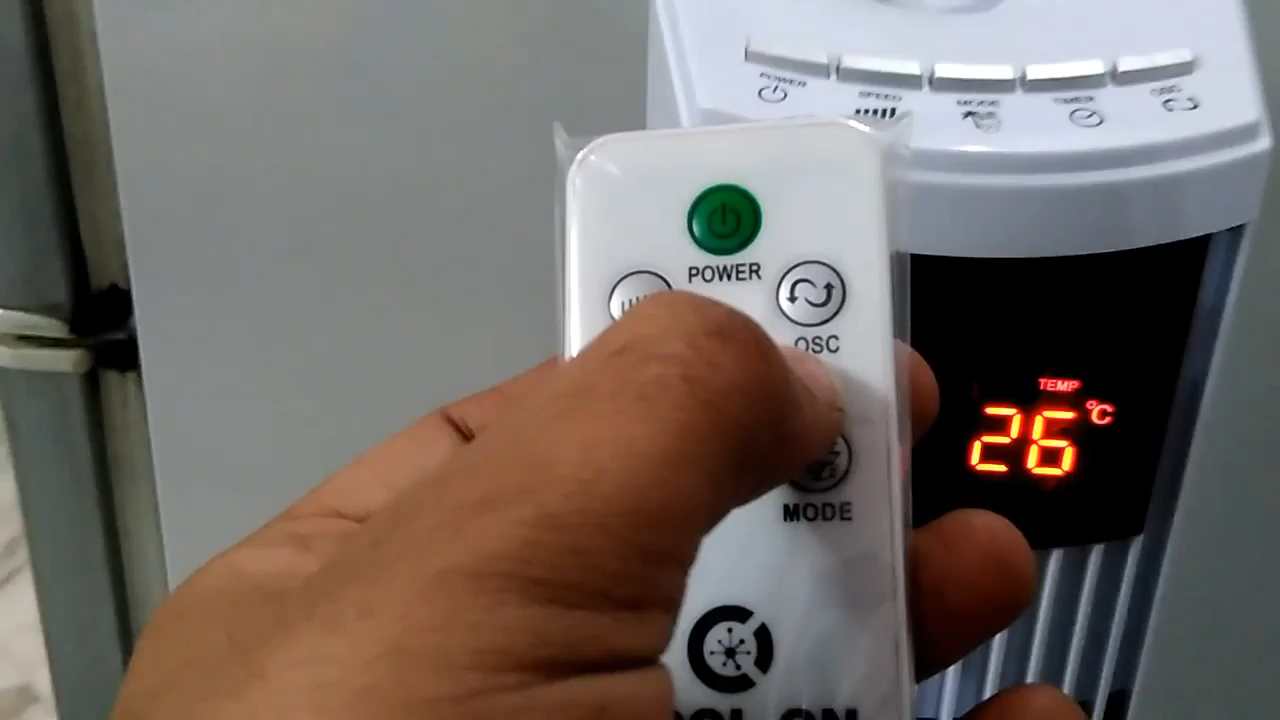 POWER SPEED MODE TIMER OSC
POWER
OSC
MODE
TEMP
26 °C